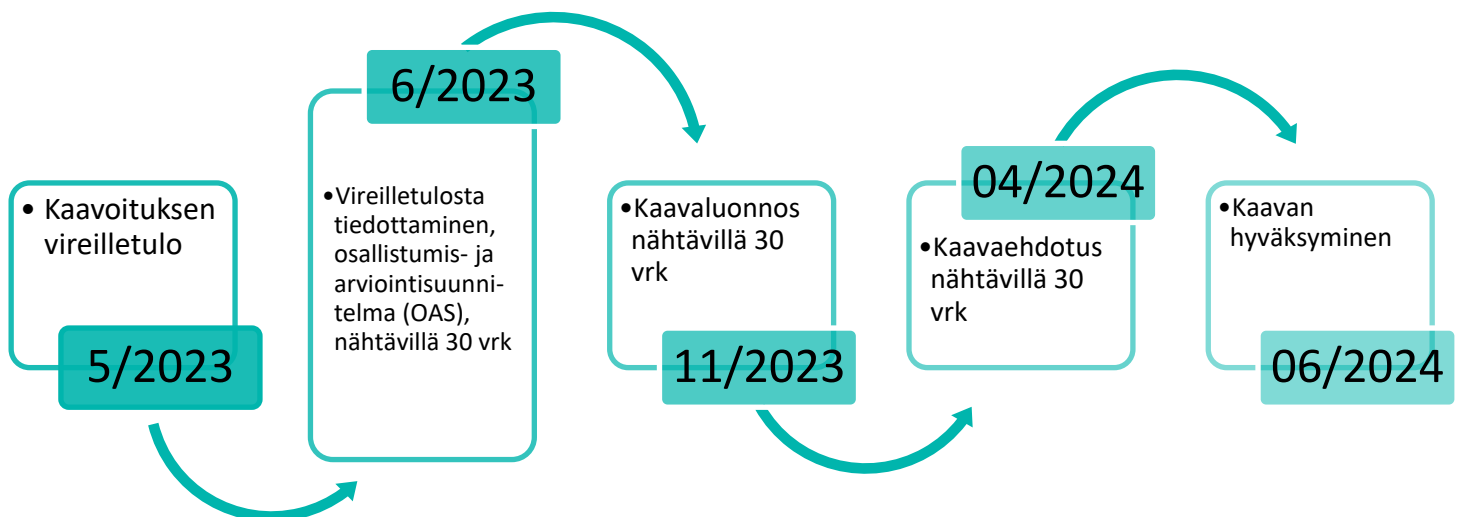 • Kaavoituksen
vireilletulo
5/2023
6/2023
•Vireilletulosta
tiedottaminen,
osallistumis- ja
arviointisuunni-
telma (OAS),
nähtävillä 30 vrk
•Kaavaluonnos
nähtävillä 30
vrk
11/2023
04/2024
•Kaavaehdotus
nähtävillä 30
vrk
•Kaavan
hyväksyminen
06/2024